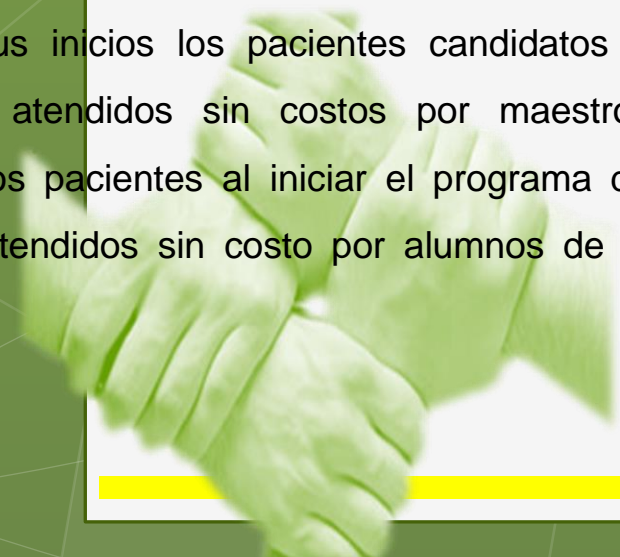 us inicios los pacientes candidatos
atendidos sin costos por maestro
os pacientes al iniciar el programa
tendidos sin costo por alumnos de